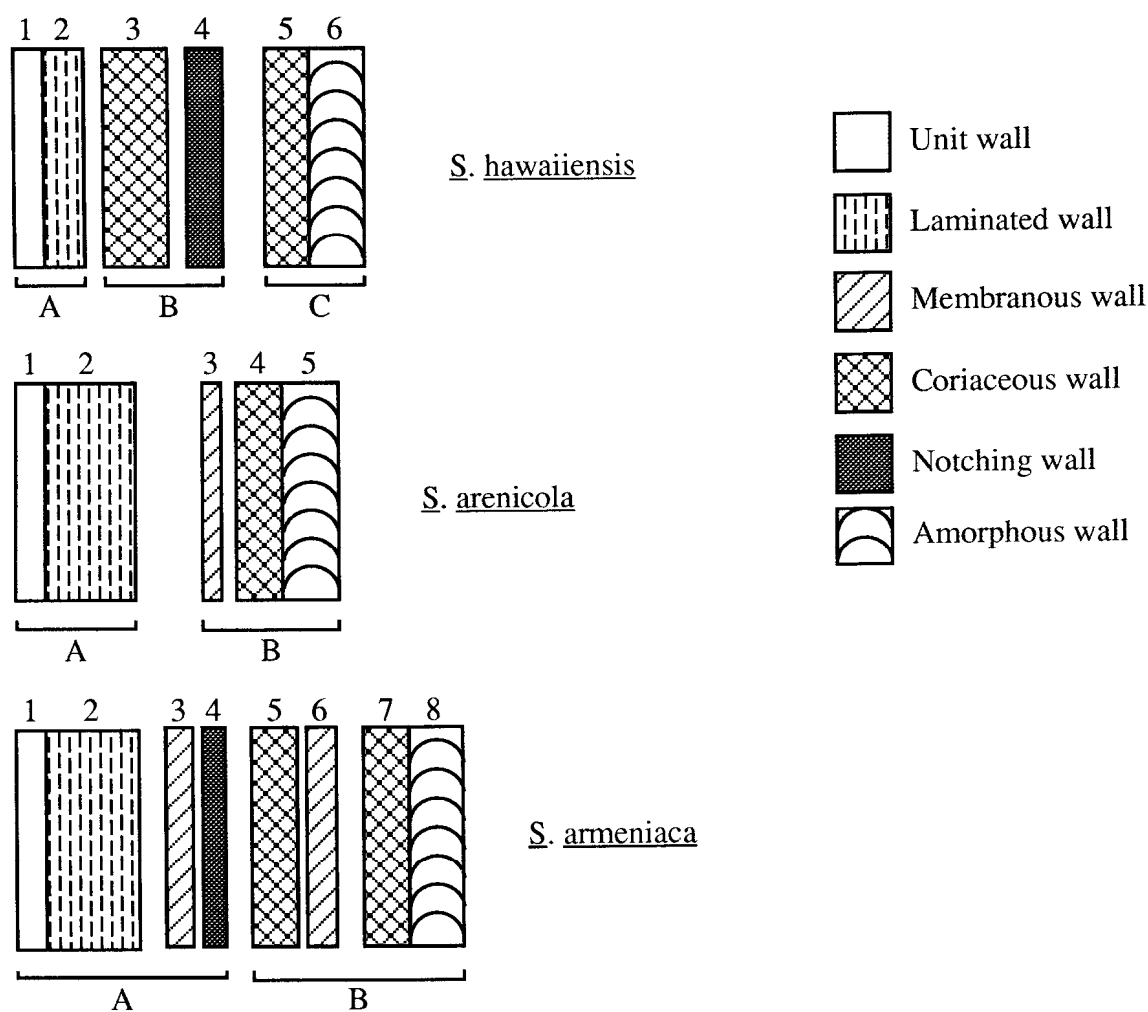 1 2 3 4 5 6
A B C
S. hawaiiensis
1 2 3 4 5
A B
S. arenicola
1 2 3 4 5 6 7 8
A B
S. armeniaca
Unit wall
Laminated wall
Membranous wall
Coriaceous wall
Notching wall
Amorphous wall